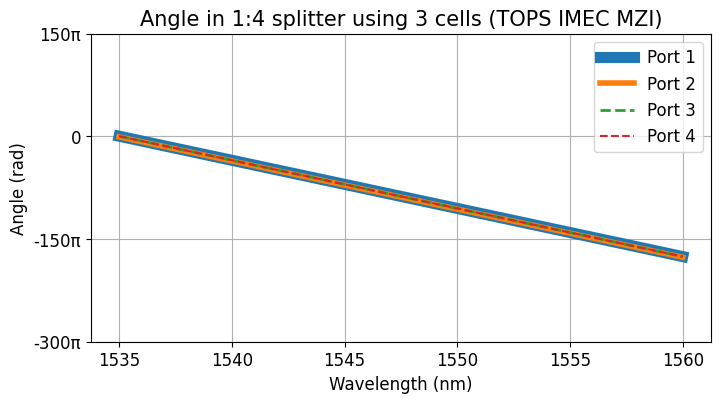 Angle in 1:4 splitter using 3 cells (TOPS IMEC MZI)
150π
0
-150π
-300π
Angle (rad)
Port 1
Port 2
Port 3
Port 4
1535
1540
1545
1550
1555
1560
Wavelength (nm)